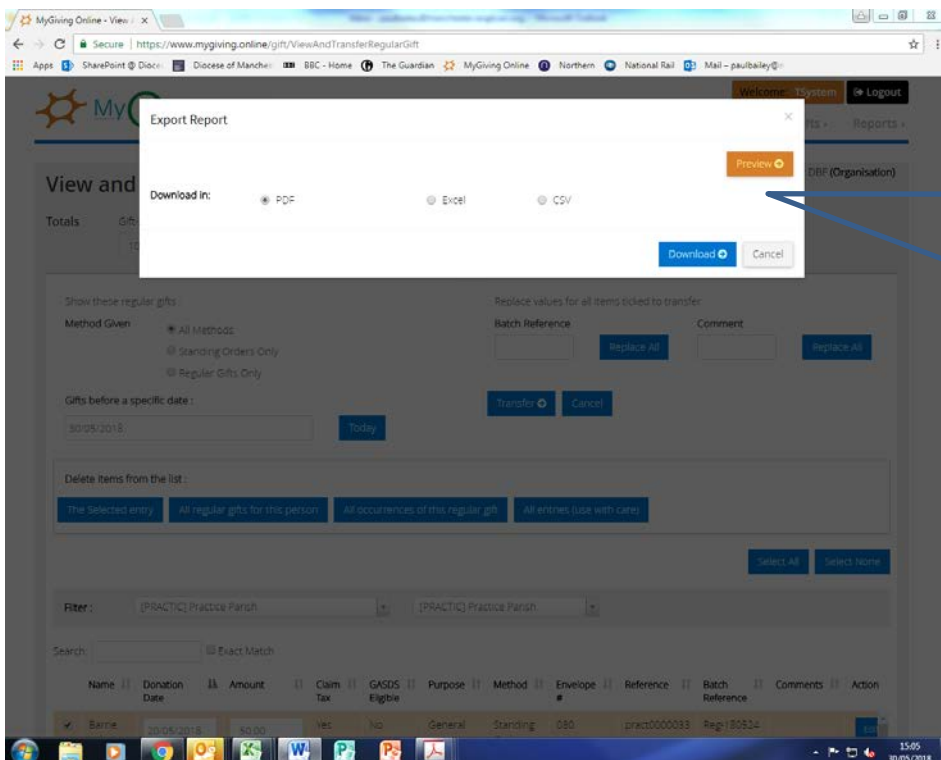 MyGiving Online - View
Secure | https://www.mygiving.online/gift/ViewAndTransferRegularGift
Apps SharePoint @ Dioce Diocese of Manches BBC - Home The Guardian MyGiving Online Northern National Rail Mail – paulbailey@
My
Welcome: TSystem Logout
Reports
Export Report ×
Preview
View and
DBF (Organisation)
Download in: PDF Excel CSV
Totals
Download Cancel
Show these regular gifts : Replace values for all items ticked to transfer
Method Given All Methods Batch Reference Comment
Standing Orders Only Replace All Replace All
Regular Gifts Only
Gifts before a specific date : Transfer Cancel
30/05/2018 Today
Delete items from the list :
The Selected entry All regular gifts for this person All occurrences of this regular gift All entries (use with care)
Select All Select None
Filter : [PRACTIC] Practice Parish [PRACTIC] Practice Parish
Search: Exact Match
Name Donation Date Amount Claim Tax GASDS Eligible Purpose Method Envelope # Reference Batch Reference Comments Action
Barrie 20/05/2018 50.00 Yes No General Standing 080 pract0000083 Reg-180524
15:05
30/05/2018